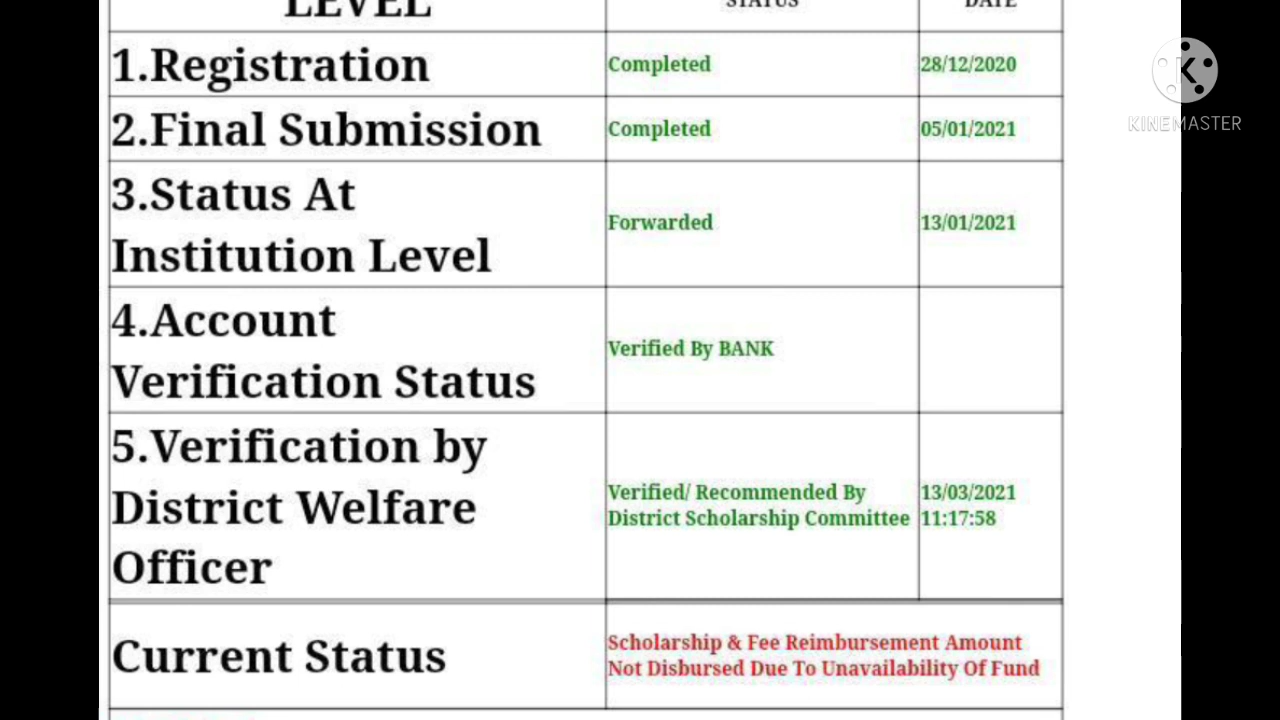 LEVEL STATUS DATE
1.Registration Completed 28/12/2020
2.Final Submission Completed 05/01/2021
3.Status At
Institution Level
Forwarded 13/01/2021
4.Account
Verification Status
Verified By BANK
5.Verification by
District Welfare
Officer
Verified/ Recommended By
District Scholarship Committee
13/03/2021
11:17:58
Current Status
Scholarship & Fee Reimbursement Amount
Not Disbursed Due To Unavailability Of Fund
KINEMASTER